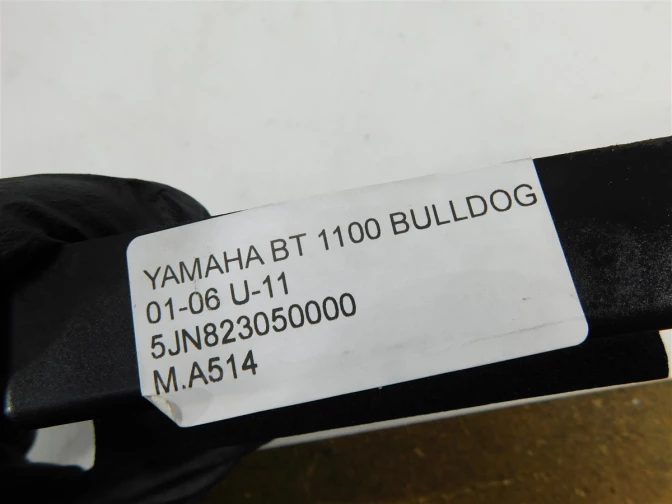 YAMAHA BT 1100 BULLDOG
01-06 U-11
5JN823050000
M.A514